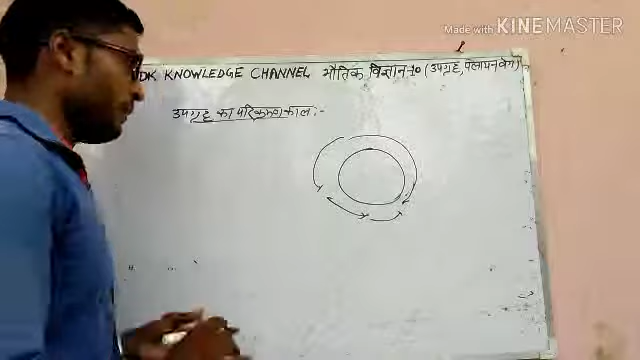 Made with KINEMASTER
DK KNOWLEDGE CHANNEL भौतिक विज्ञान-10 (उपग्रह, पलायन वेग)
उपग्रह का परिक्रमण काल :-